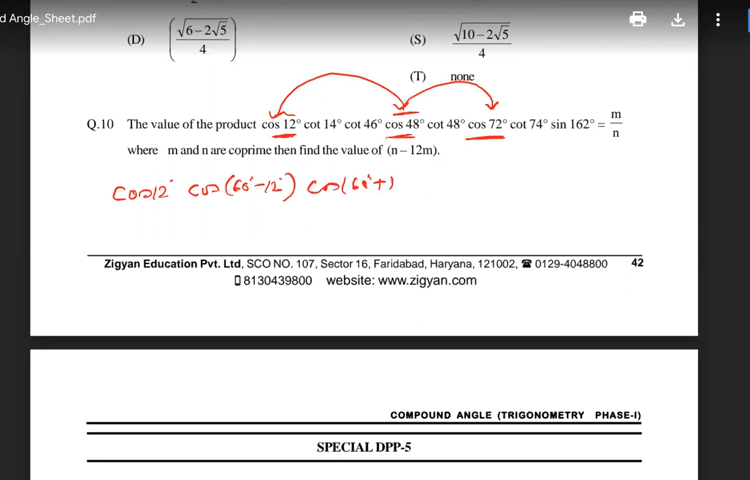 d Angle_Sheet.pdf
(D) (√6−2√5 / 4) (S) √10−2√5 / 4
(T) none
Q.10 The value of the product cos 12° cot 14° cot 46° cos 48° cot 48° cos 72° cot 74° sin 162° = m/n
where m and n are coprime then find the value of (n – 12m).
cos12° cos(60°-12°) cos(60°+)
Zigyan Education Pvt. Ltd, SCO NO. 107, Sector 16, Faridabad, Haryana, 121002, ☎ 0129-4048800 42
8130439800 website: www.zigyan.com
COMPOUND ANGLE (TRIGONOMETRY PHASE-I)
SPECIAL DPP-5